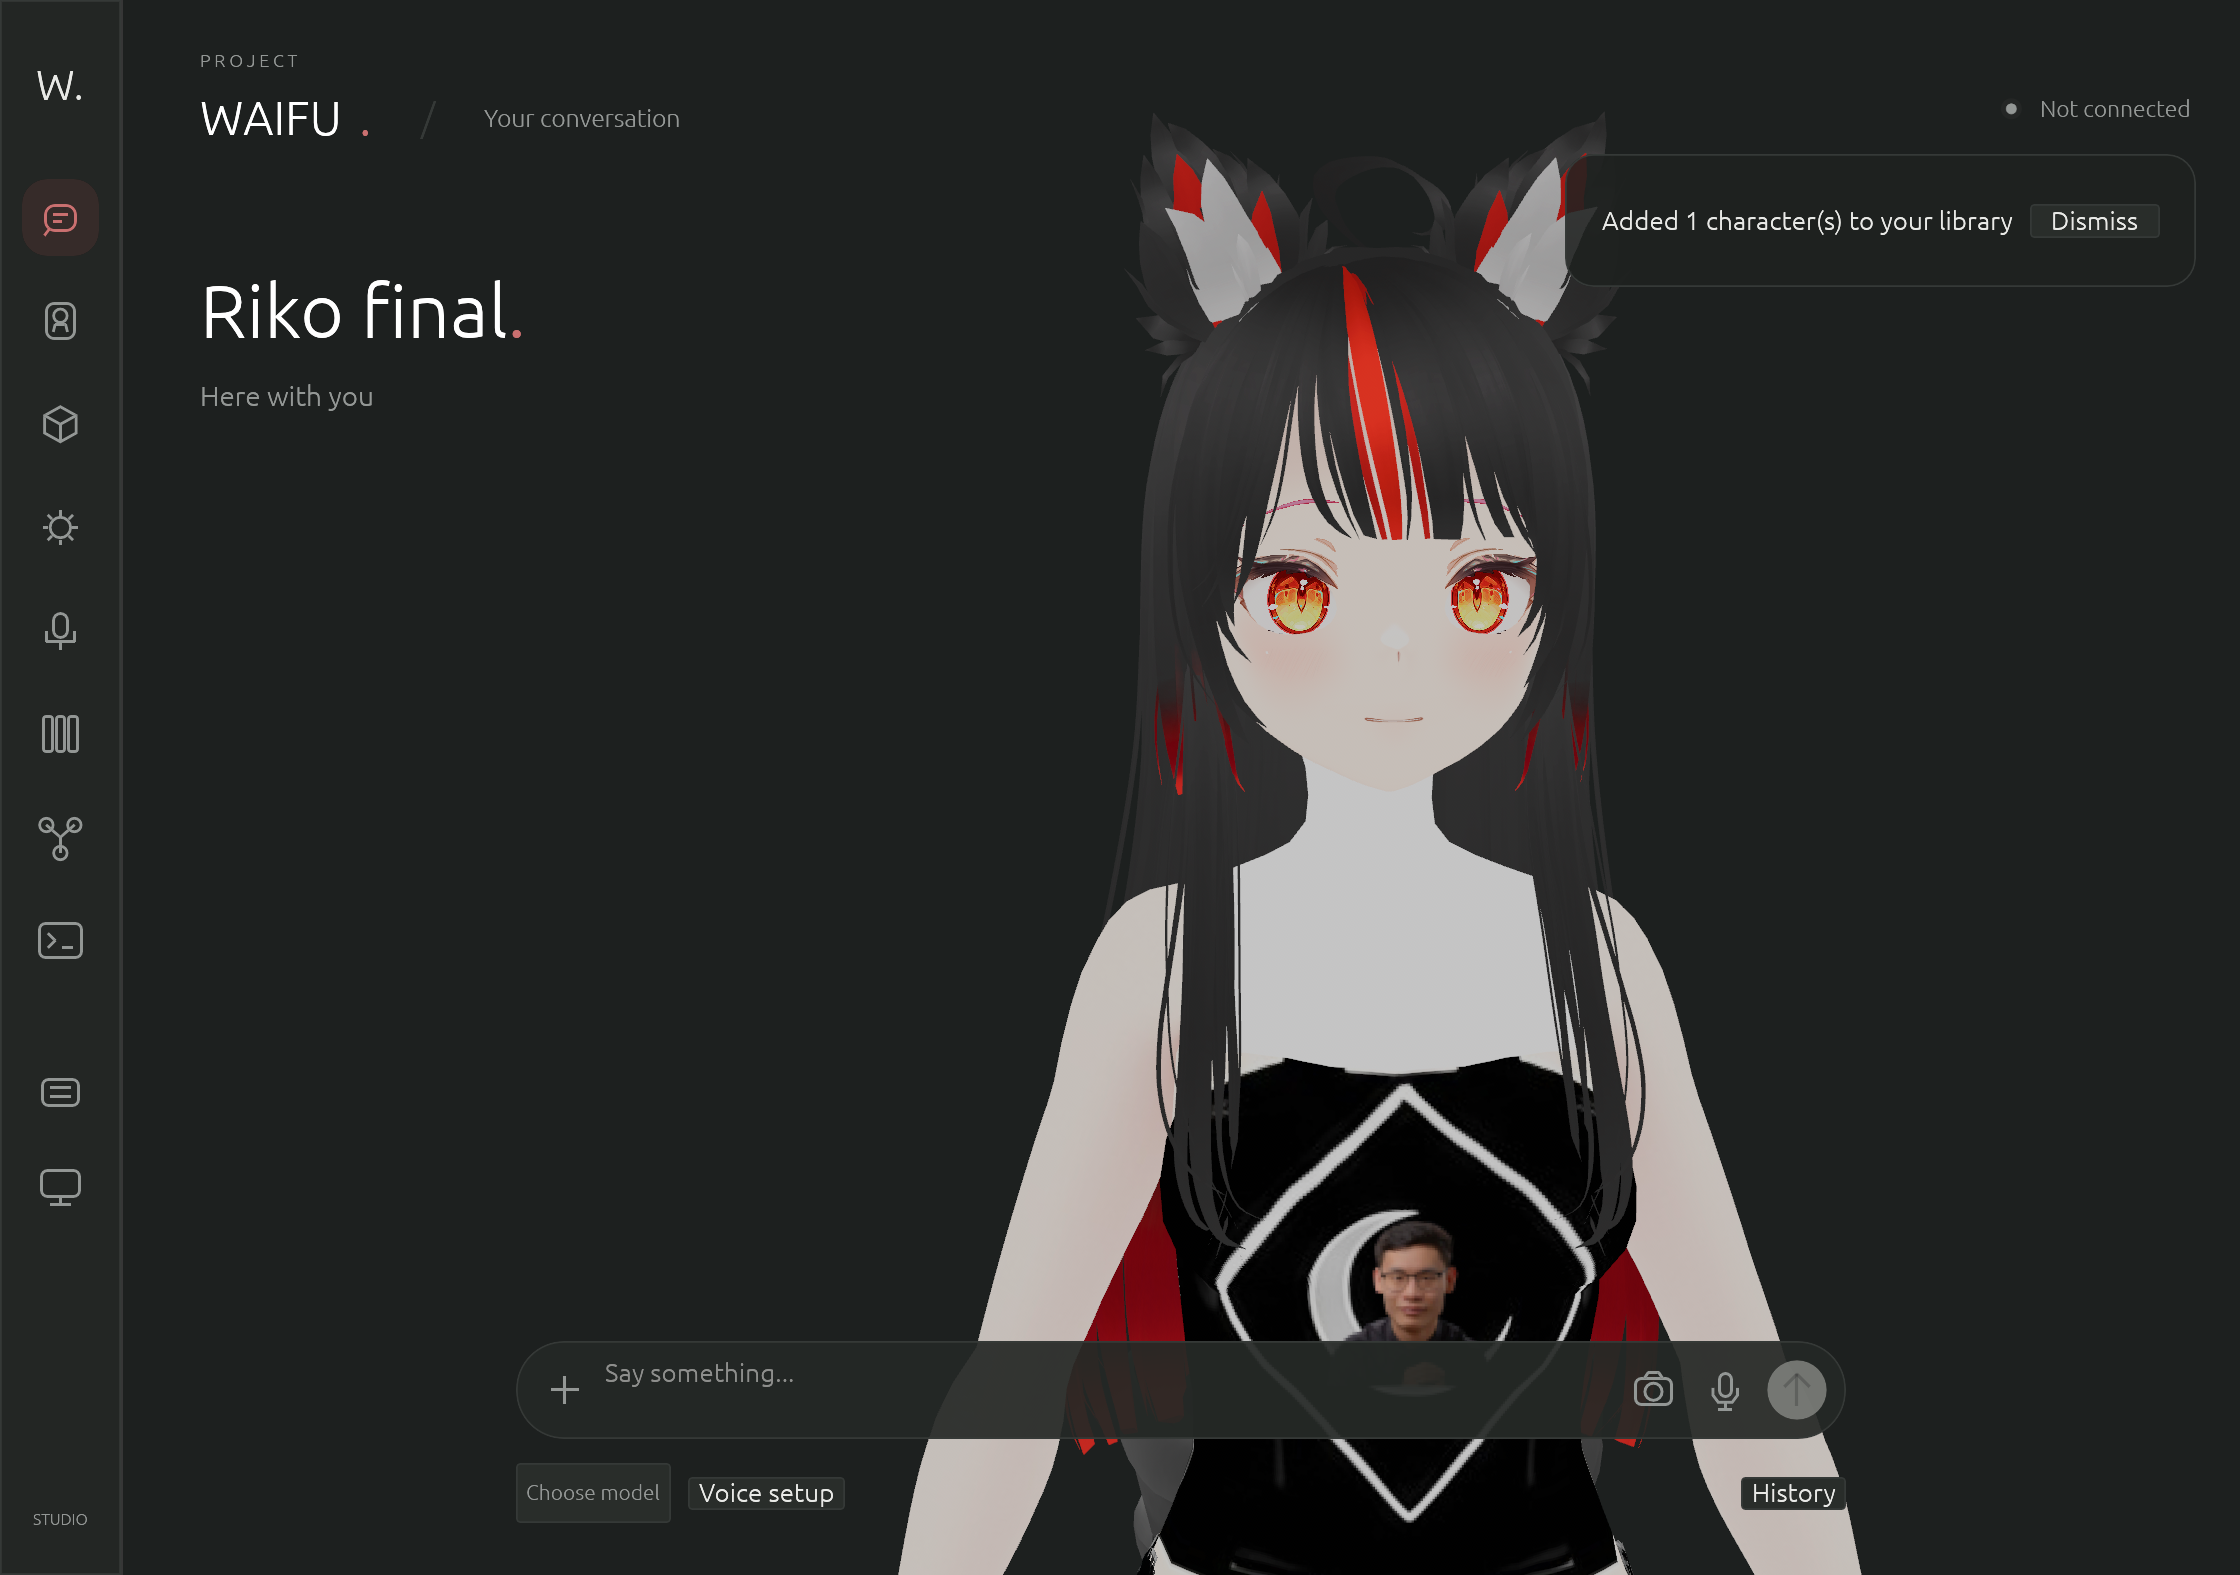 W.
PROJECT
WAIFU . / Your conversation
Not connected
Added 1 character(s) to your library Dismiss
Riko final.
Here with you
Say something...
Choose model Voice setup History
STUDIO